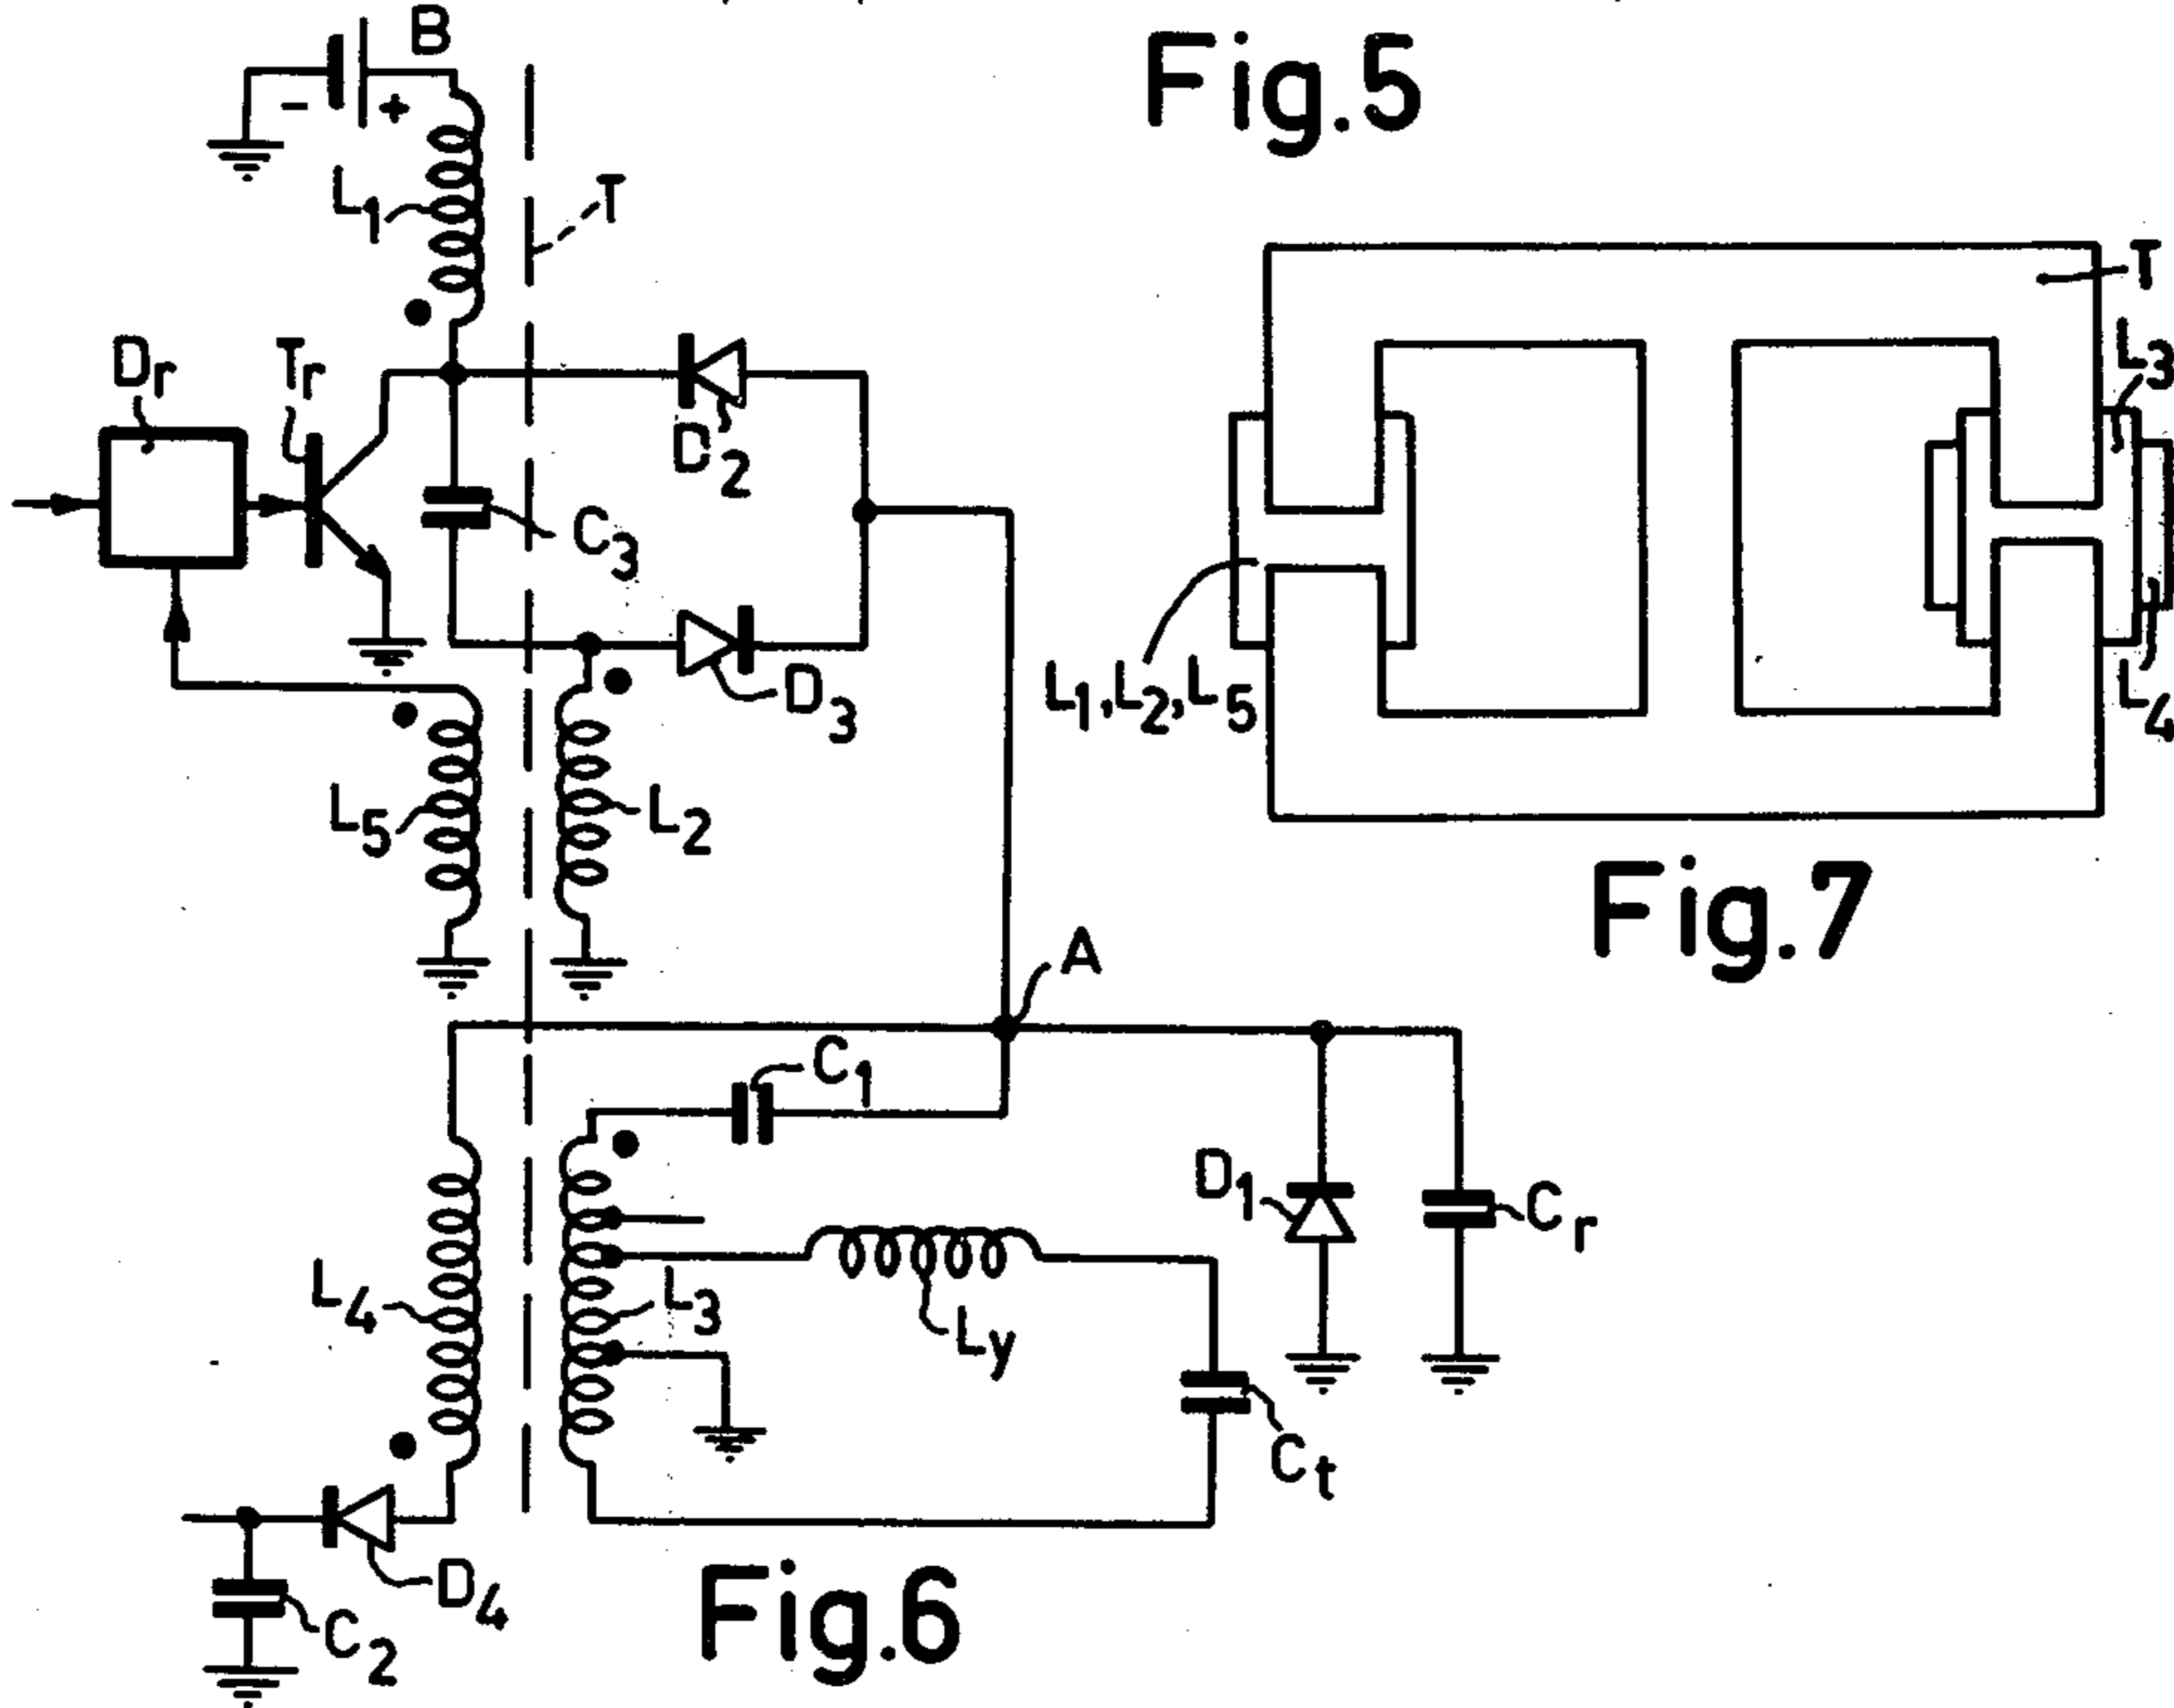 B
Fig.5
- +
L1
T
T
Dr
Tr
L3
D2
C3
D3
L1,L2,L5
L4
L5
L2
Fig.7
A
C1
D1
Cr
L4
L3
Ly
Ct
D4
C2
Fig.6